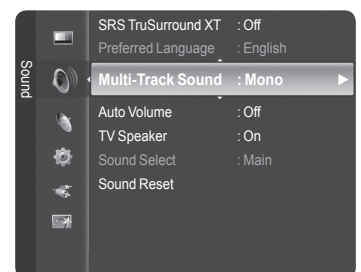 Sound
SRS TruSurround XT : Off
Preferred Language : English
Multi-Track Sound : Mono
Auto Volume : Off
TV Speaker : On
Sound Select : Main
Sound Reset